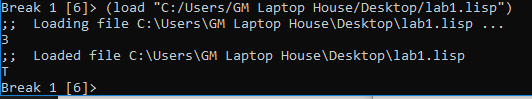 Break 1 [6]> (load "C:/Users/GM Laptop House/Desktop/lab1.lisp")
;;  Loading file C:\Users\GM Laptop House\Desktop\lab1.lisp ...
3
;;  Loaded file C:\Users\GM Laptop House\Desktop\lab1.lisp
T
Break 1 [6]>